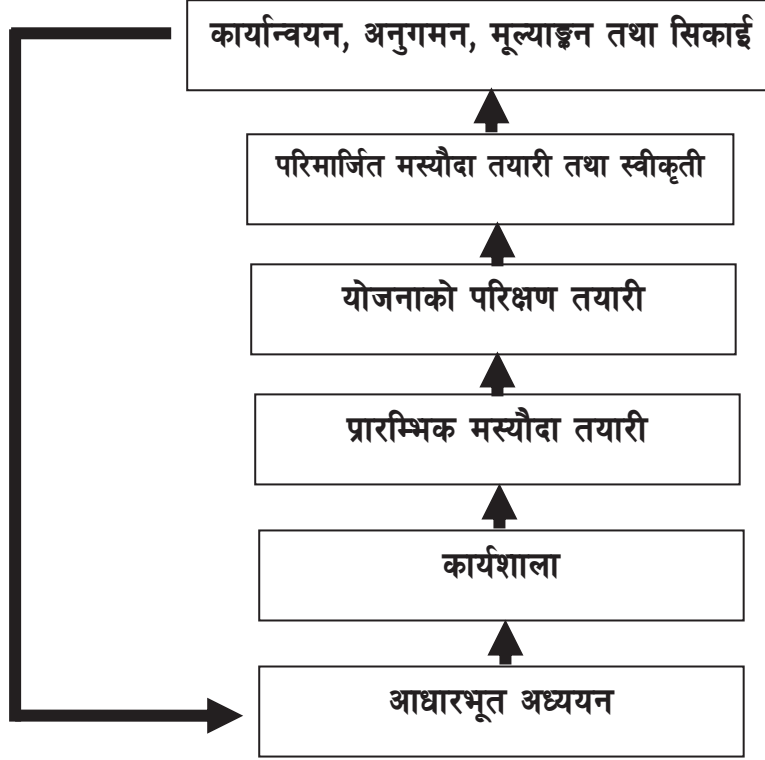 कार्यान्वयन, अनुगमन, मूल्याङ्कन तथा सिकाई
परिमार्जित मस्यौदा तयारी तथा स्वीकृती
योजनाको परिक्षण तयारी
प्रारम्भिक मस्यौदा तयारी
कार्यशाला
आधारभूत अध्ययन